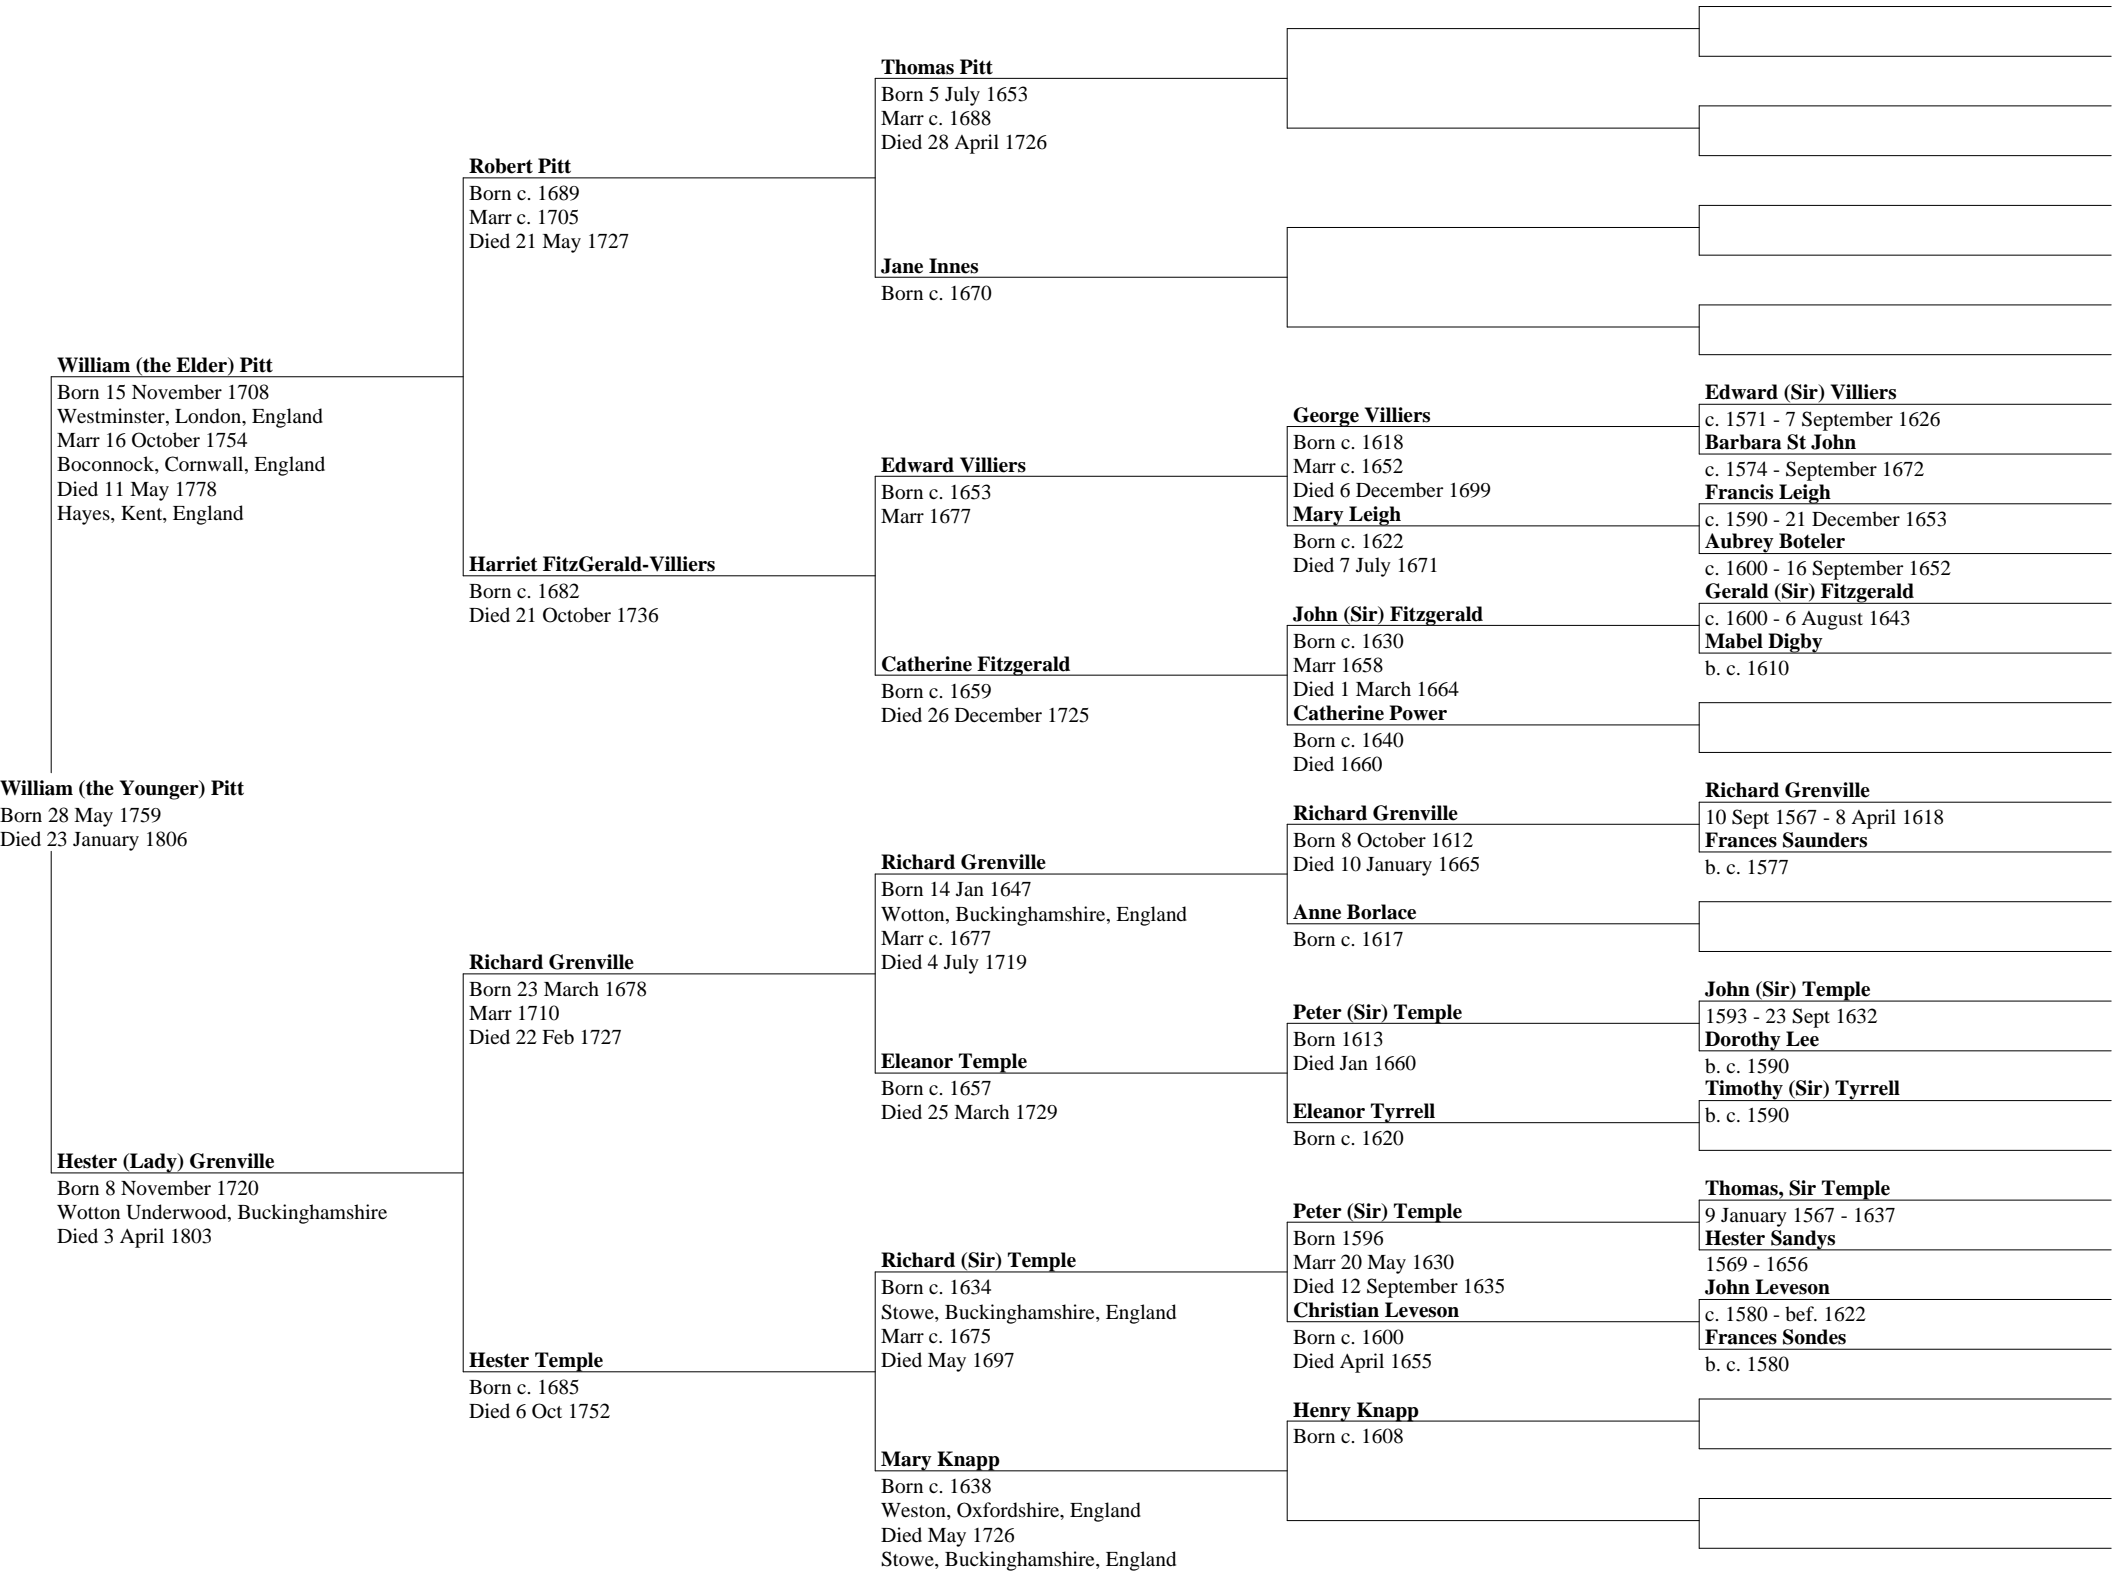 William (the Younger) Pitt
Born 28 May 1759
Died 23 January 1806
William (the Elder) Pitt
Born 15 November 1708
Westminster, London, England
Marr 16 October 1754
Boconnock, Cornwall, England
Died 11 May 1778
Hayes, Kent, England
Hester (Lady) Grenville
Born 8 November 1720
Wotton Underwood, Buckinghamshire
Died 3 April 1803
Robert Pitt
Born c. 1689
Marr c. 1705
Died 21 May 1727
Harriet FitzGerald-Villiers
Born c. 1682
Died 21 October 1736
Richard Grenville
Born 23 March 1678
Marr 1710
Died 22 Feb 1727
Hester Temple
Born c. 1685
Died 6 Oct 1752
Thomas Pitt
Born 5 July 1653
Marr c. 1688
Died 28 April 1726
Jane Innes
Born c. 1670
Edward Villiers
Born c. 1653
Marr 1677
Catherine Fitzgerald
Born c. 1659
Died 26 December 1725
Richard Grenville
Born 14 Jan 1647
Wotton, Buckinghamshire, England
Marr c. 1677
Died 4 July 1719
Eleanor Temple
Born c. 1657
Died 25 March 1729
Richard (Sir) Temple
Born c. 1634
Stowe, Buckinghamshire, England
Marr c. 1675
Died May 1697
Mary Knapp
Born c. 1638
Weston, Oxfordshire, England
Died May 1726
Stowe, Buckinghamshire, England
George Villiers
Born c. 1618
Marr c. 1652
Died 6 December 1699
Mary Leigh
Born c. 1622
Died 7 July 1671
John (Sir) Fitzgerald
Born c. 1630
Marr 1658
Died 1 March 1664
Catherine Power
Born c. 1640
Died 1660
Richard Grenville
Born 8 October 1612
Died 10 January 1665
Anne Borlace
Born c. 1617
Peter (Sir) Temple
Born 1613
Died Jan 1660
Eleanor Tyrrell
Born c. 1620
Peter (Sir) Temple
Born 1596
Marr 20 May 1630
Died 12 September 1635
Christian Leveson
Born c. 1600
Died April 1655
Henry Knapp
Born c. 1608
Edward (Sir) Villiers
c. 1571 - 7 September 1626
Barbara St John
c. 1574 - September 1672
Francis Leigh
c. 1590 - 21 December 1653
Aubrey Boteler
c. 1600 - 16 September 1652
Gerald (Sir) Fitzgerald
c. 1600 - 6 August 1643
Mabel Digby
b. c. 1610
Richard Grenville
10 Sept 1567 - 8 April 1618
Frances Saunders
b. c. 1577
John (Sir) Temple
1593 - 23 Sept 1632
Dorothy Lee
b. c. 1590
Timothy (Sir) Tyrrell
b. c. 1590
Thomas, Sir Temple
9 January 1567 - 1637
Hester Sandys
1569 - 1656
John Leveson
c. 1580 - bef. 1622
Frances Sondes
b. c. 1580